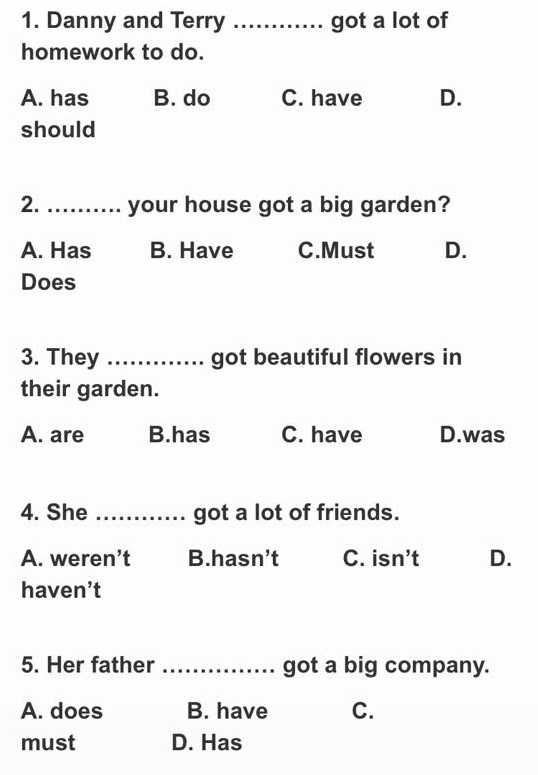 1. Danny and Terry ............ got a lot of
homework to do.
A. has B. do C. have D.
should
2. .......... your house got a big garden?
A. Has B. Have C.Must D.
Does
3. They ............. got beautiful flowers in
their garden.
A. are B.has C. have D.was
4. She ............ got a lot of friends.
A. weren't B.hasn't C. isn't D.
haven't
5. Her father ............... got a big company.
A. does B. have C.
must D. Has